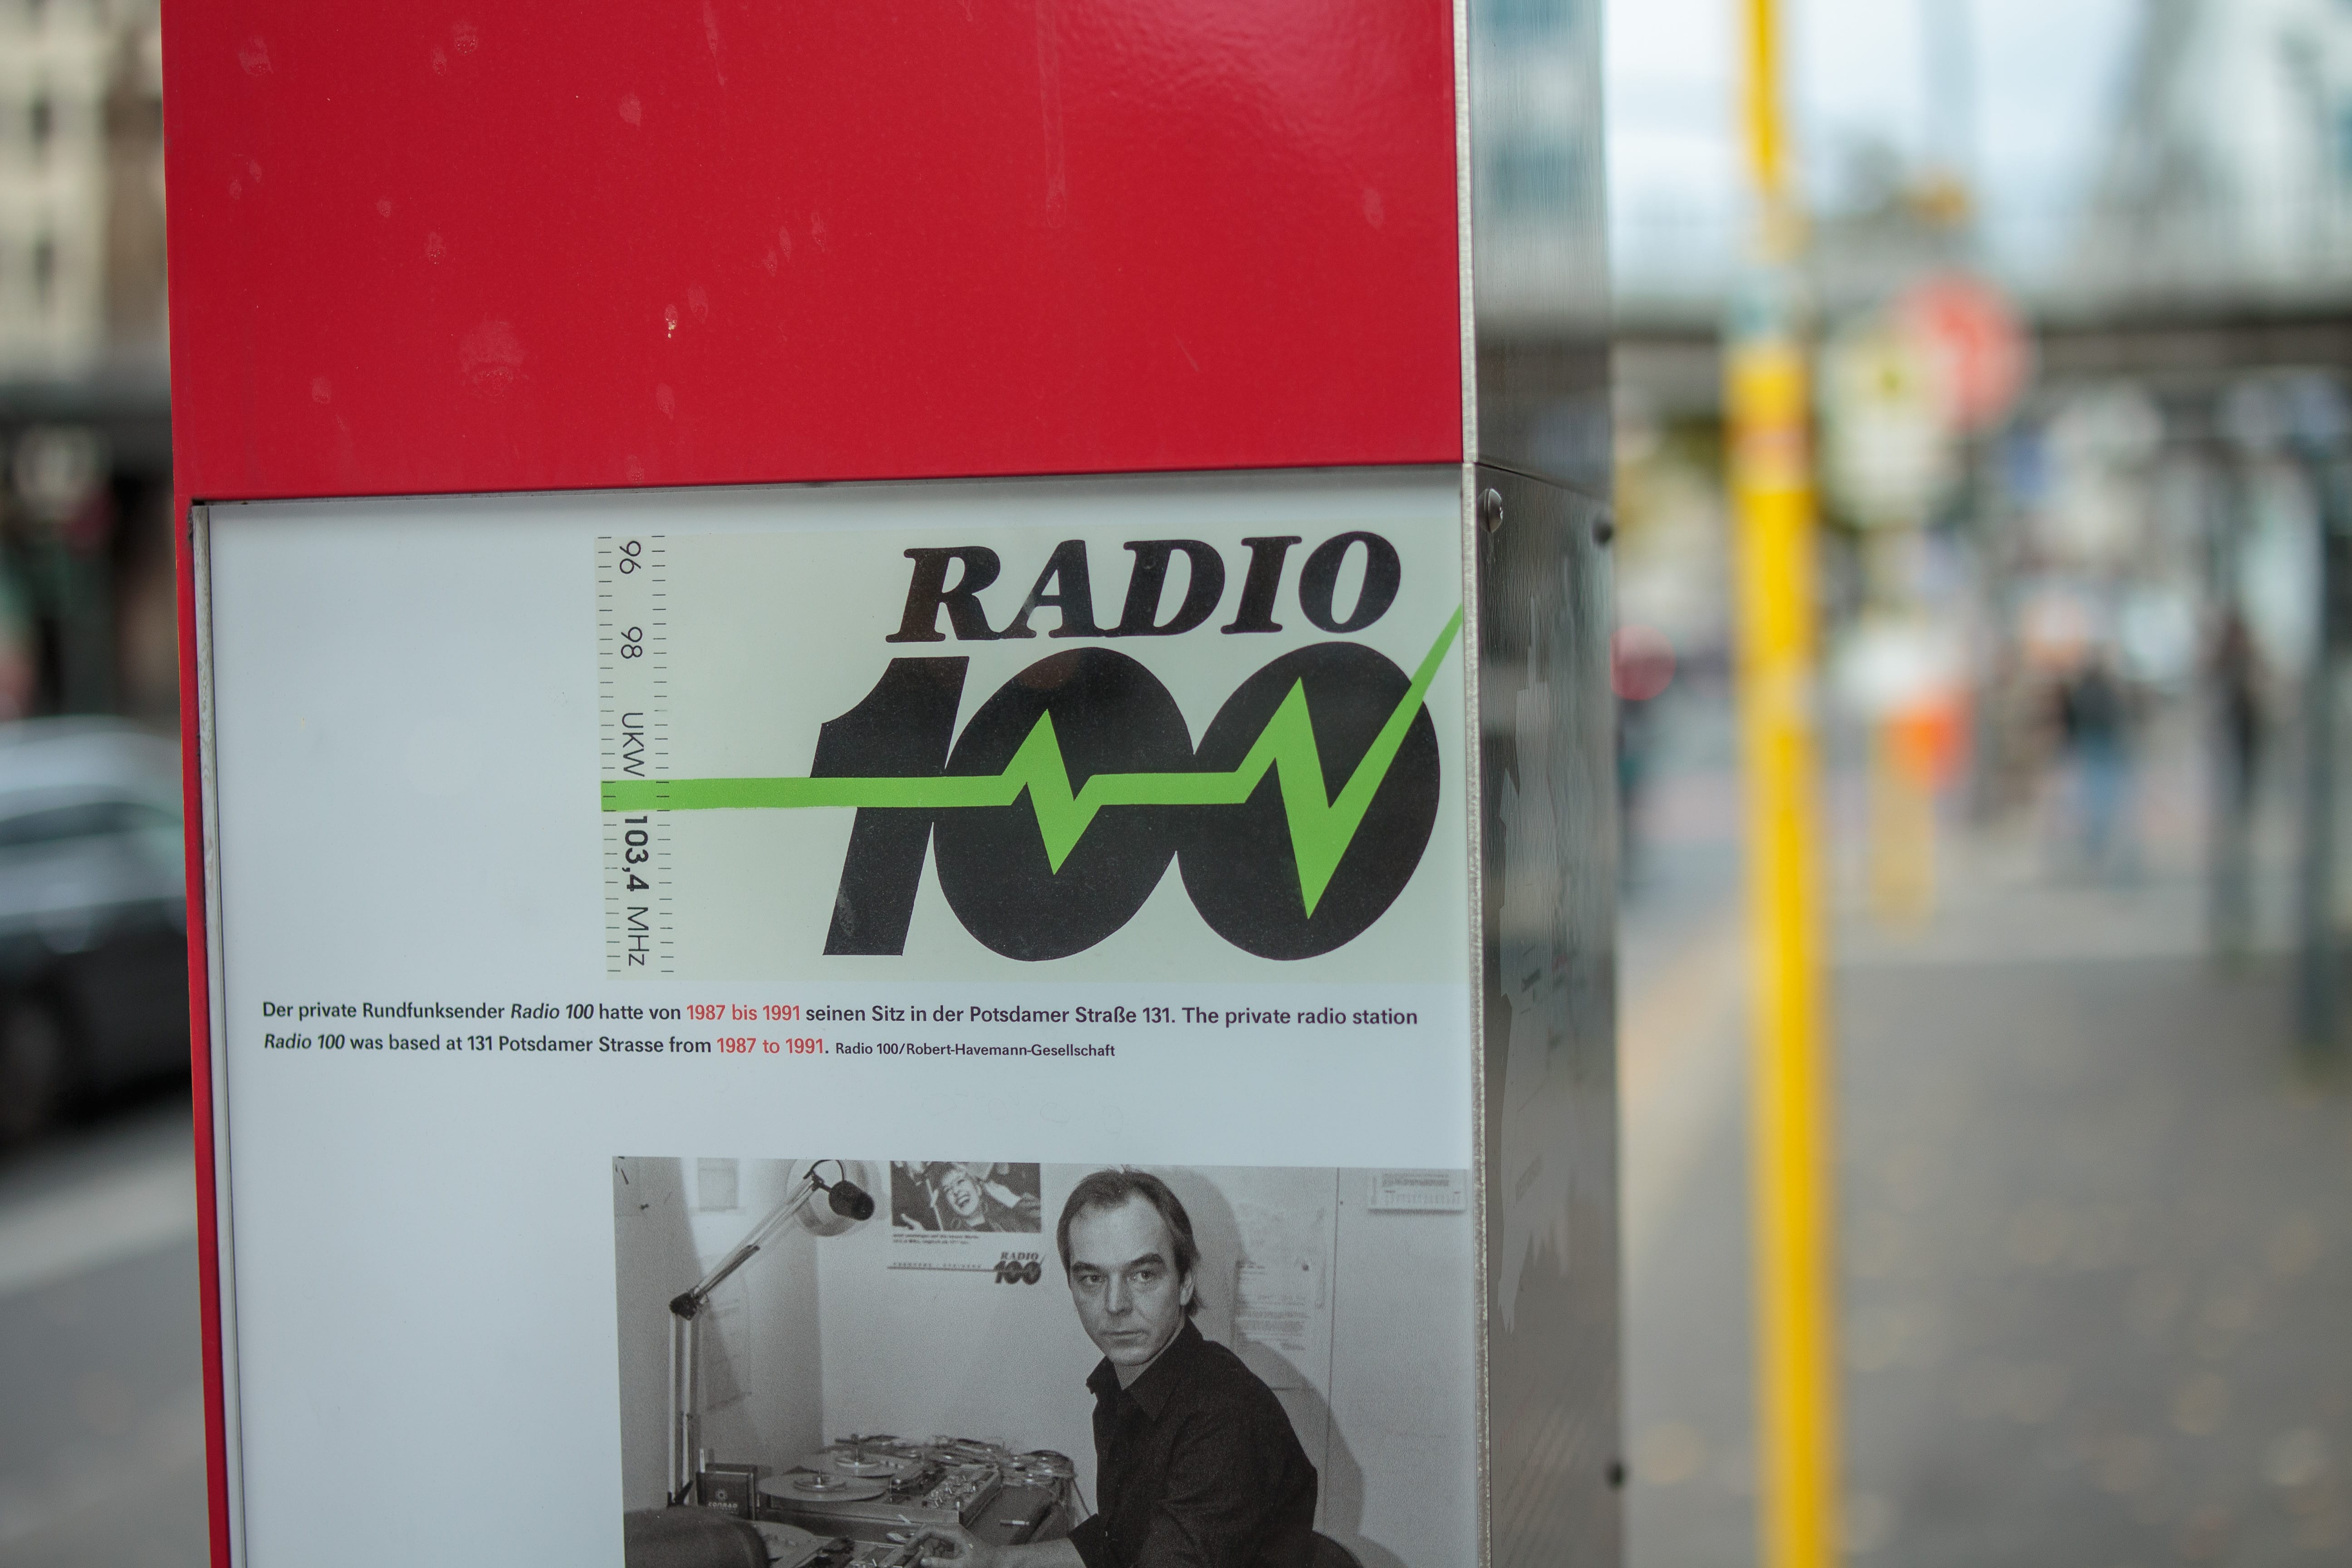 RADIO
100
96 98 UKW 103,4 MHz
Der private Rundfunksender Radio 100 hatte von 1987 bis 1991 seinen Sitz in der Potsdamer Straße 131. The private radio station
Radio 100 was based at 131 Potsdamer Strasse from 1987 to 1991. Radio 100/Robert-Havemann-Gesellschaft
RADIO
100
CONRAD